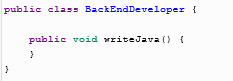 public class BackEndDeveloper {
public void writeJava() {
}
}